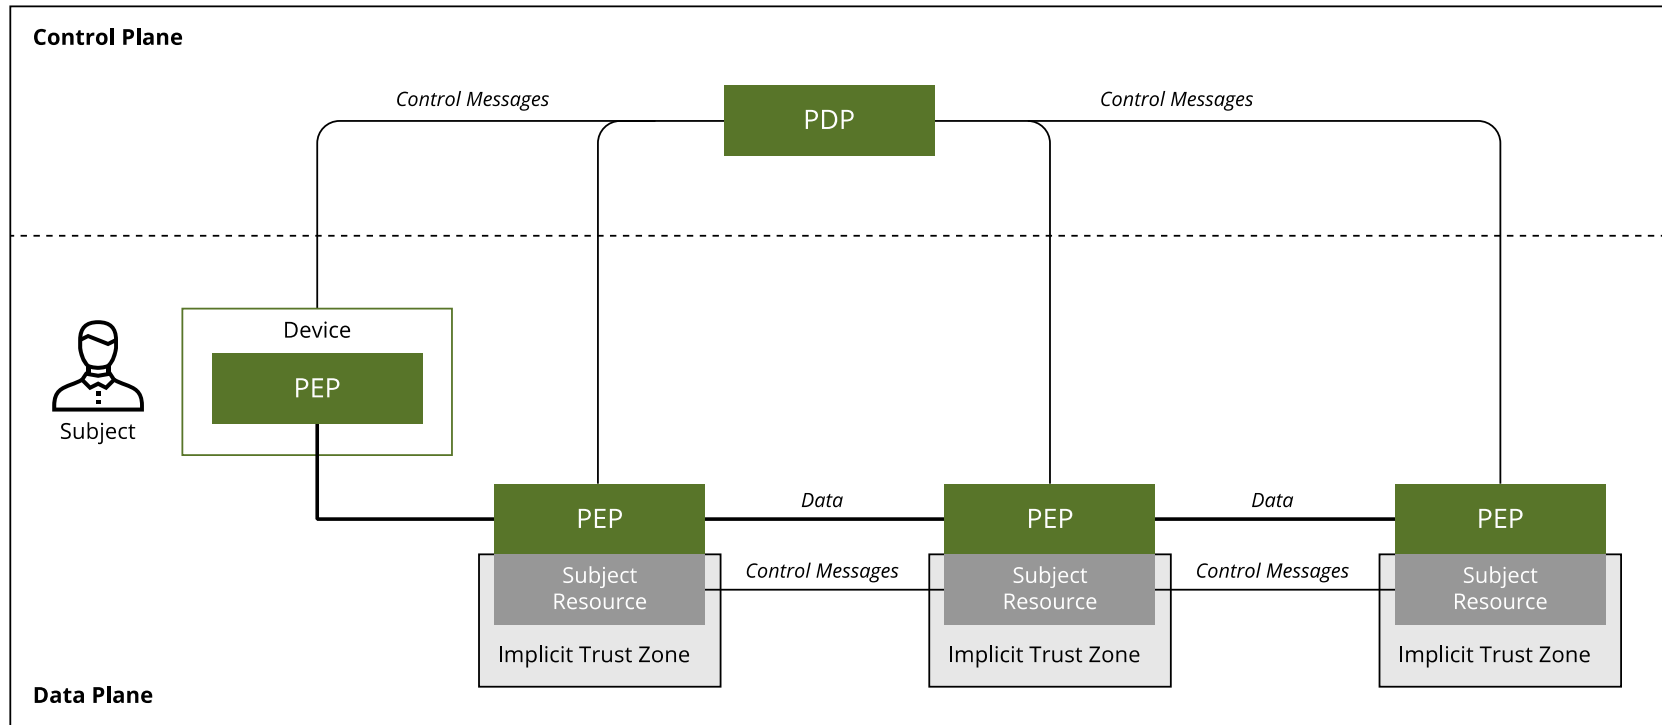 Control Plane
Control Messages
Control Messages
PDP
Device
PEP
Subject
PEP
Data
PEP
Data
PEP
Subject
Resource
Control Messages
Subject
Resource
Control Messages
Subject
Resource
Implicit Trust Zone
Implicit Trust Zone
Implicit Trust Zone
Data Plane